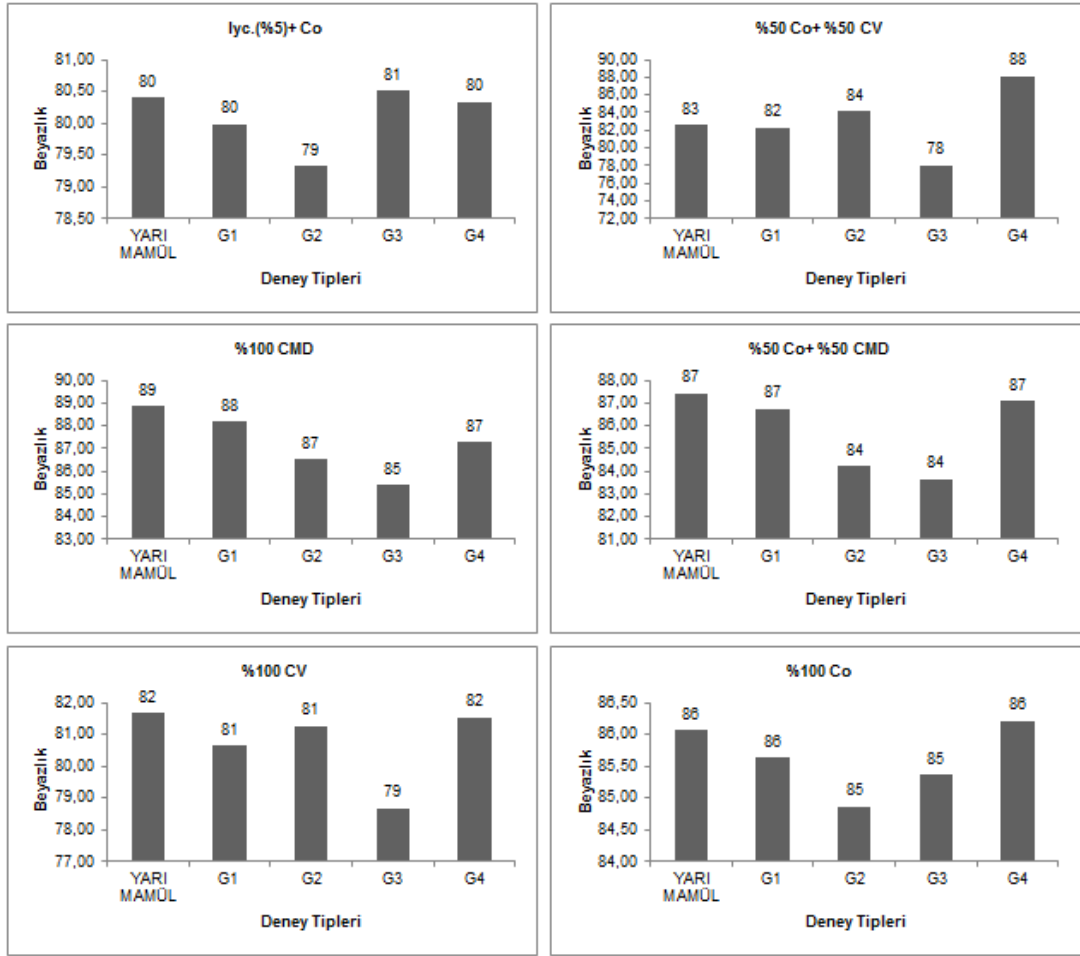 lyc.(%5)+ Co
81,00
80,50
80,00
79,50
79,00
78,50
Beyazlık
80
80
79
81
80
YARI MAMÜL
G1
G2
G3
G4
Deney Tipleri
%50 Co+ %50 CV
90,00
88,00
86,00
84,00
82,00
80,00
78,00
76,00
74,00
72,00
Beyazlık
83
82
84
78
88
YARI MAMÜL
G1
G2
G3
G4
Deney Tipleri
%100 CMD
90,00
89,00
88,00
87,00
86,00
85,00
84,00
83,00
Beyazlık
89
88
87
85
87
YARI MAMÜL
G1
G2
G3
G4
Deney Tipleri
%50 Co+ %50 CMD
88,00
87,00
86,00
85,00
84,00
83,00
82,00
81,00
Beyazlık
87
87
84
84
87
YARI MAMÜL
G1
G2
G3
G4
Deney Tipleri
%100 CV
82,00
81,00
80,00
79,00
78,00
77,00
Beyazlık
82
81
81
79
82
YARI MAMÜL
G1
G2
G3
G4
Deney Tipleri
%100 Co
86,50
86,00
85,50
85,00
84,50
84,00
Beyazlık
86
86
85
85
86
YARI MAMÜL
G1
G2
G3
G4
Deney Tipleri